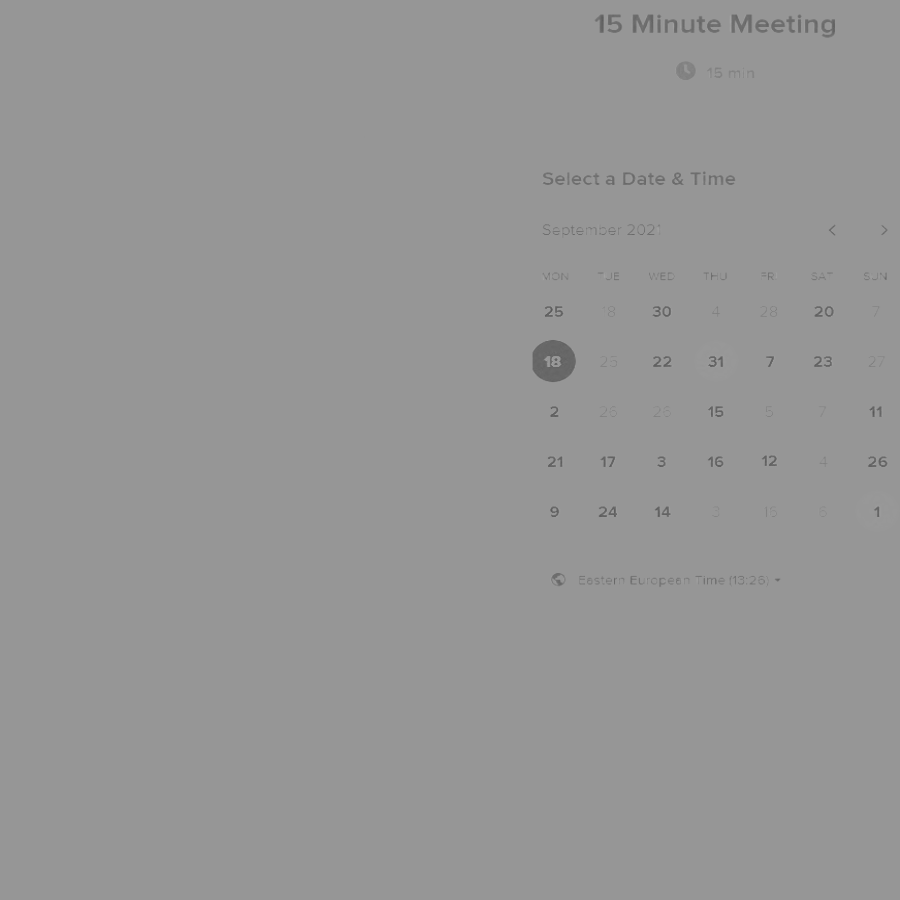 15 Minute Meeting
15 min
Select a Date & Time
September 2021
MON TUE WED THU FRI SAT SUN
25 18 30 4 28 20 7
18 25 22 31 7 23 27
2 26 26 15 5 7 11
21 17 3 16 12 4 26
9 24 14 3 15 5 1
Eastern European Time (13:26)